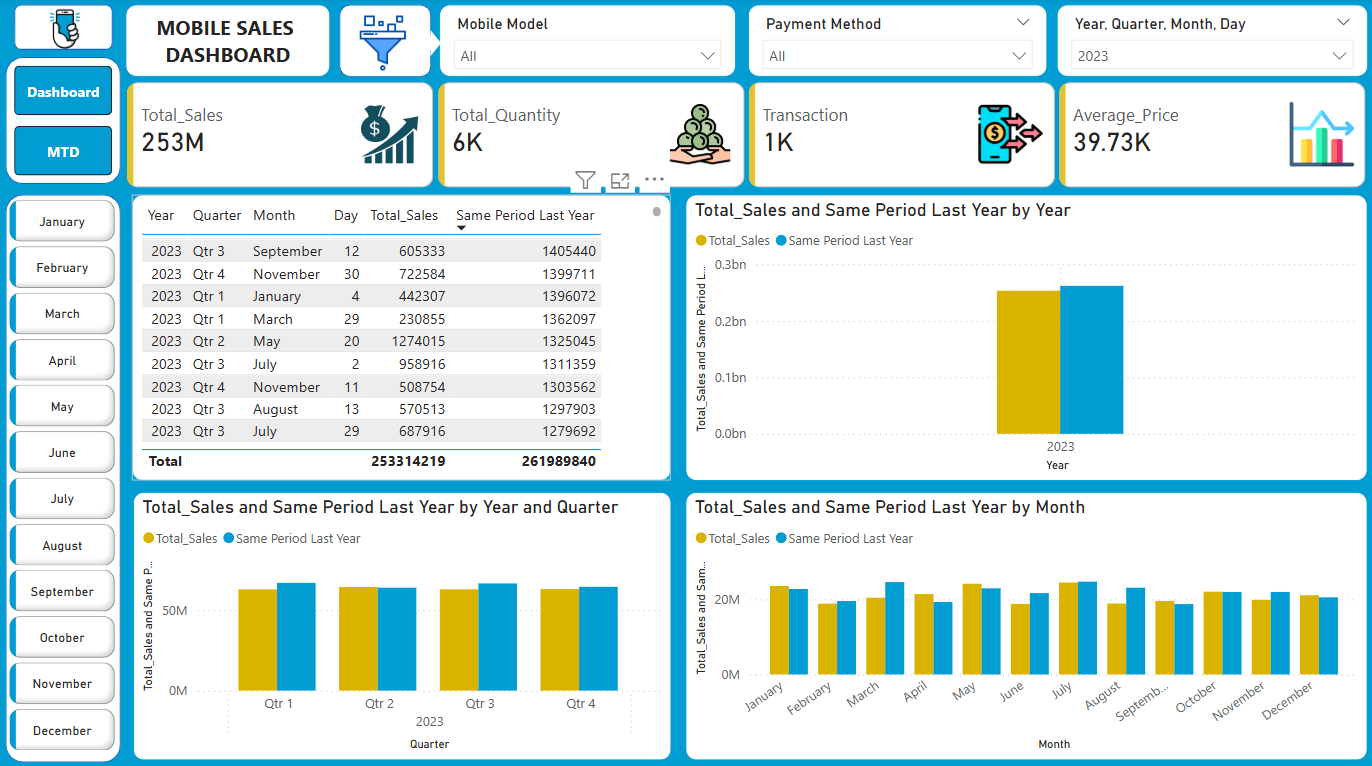 MOBILE SALES
DASHBOARD
Mobile Model
All
Payment Method
All
Year, Quarter, Month, Day
2023
Dashboard
MTD
Total_Sales
253M
$
Total_Quantity
6K
Transaction
1K
$
Average_Price
39.73K
January
February
March
April
May
June
July
August
September
October
November
December
Year Quarter Month Day Total_Sales Same Period Last Year
2023 Qtr 3 September 12 605333 1405440
2023 Qtr 4 November 30 722584 1399711
2023 Qtr 1 January 4 442307 1396072
2023 Qtr 1 March 29 230855 1362097
2023 Qtr 2 May 20 1274015 1325045
2023 Qtr 3 July 2 958916 1311359
2023 Qtr 4 November 11 508754 1303562
2023 Qtr 3 August 13 570513 1297903
2023 Qtr 3 July 29 687916 1279692
Total 253314219 261989840
Total_Sales and Same Period Last Year by Year
Total_Sales Same Period Last Year
Total_Sales and Same Period L...
0.3bn
0.2bn
0.1bn
0.0bn
2023
Year
Total_Sales and Same Period Last Year by Year and Quarter
Total_Sales Same Period Last Year
Total_Sales and Same P...
50M
0M
Qtr 1 Qtr 2 Qtr 3 Qtr 4
2023
Quarter
Total_Sales and Same Period Last Year by Month
Total_Sales Same Period Last Year
Total_Sales and Sam...
20M
0M
January February March April May June July August Septemb... October November December
Month